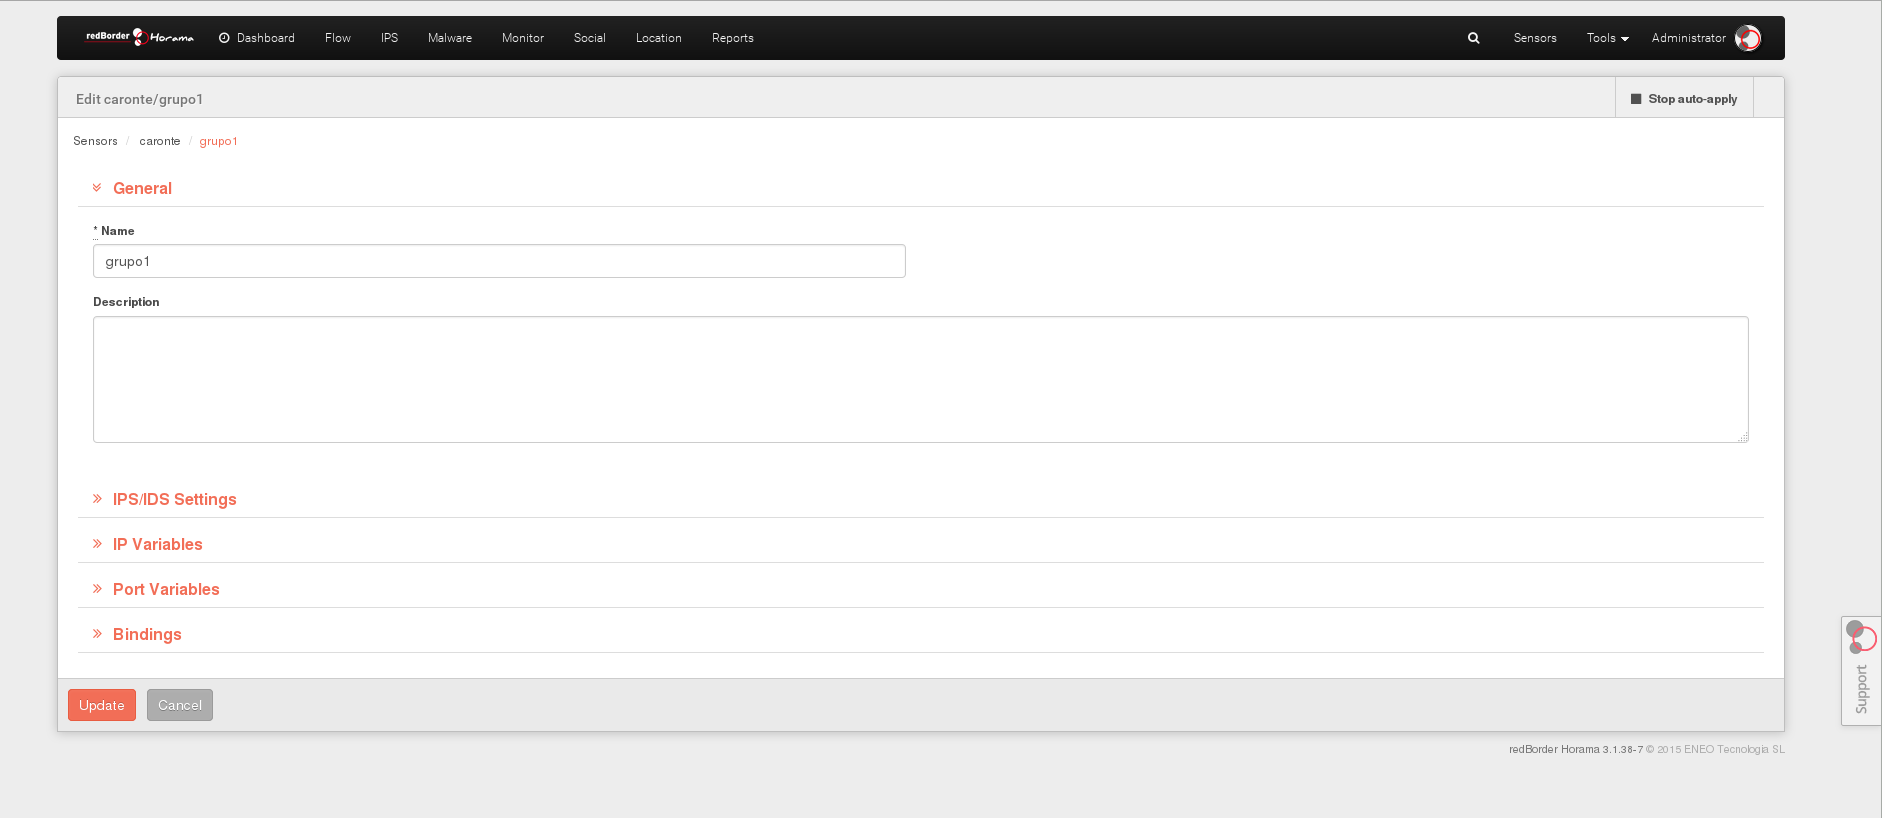 redBorder Horama Dashboard Flow IPS Malware Monitor Social Location Reports Sensors Tools Administrator
Edit caronte/grupo1 Stop auto-apply
Sensors / caronte / grupo1
General
* Name
grupo1
Description
IPS/IDS Settings
IP Variables
Port Variables
Bindings
Update Cancel
Support
redBorder Horama 3.1.38-7 © 2015 ENEO Tecnologia SL